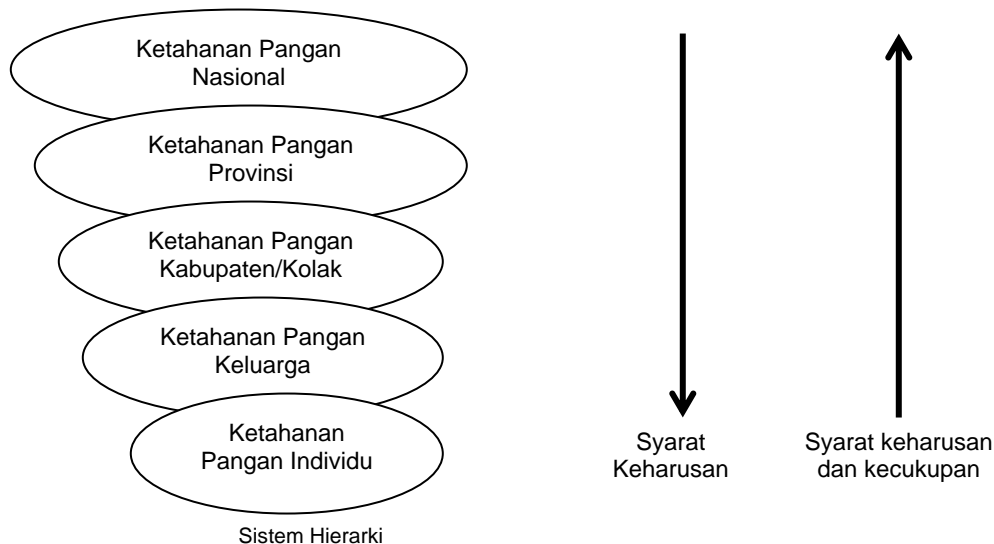 Ketahanan Pangan
Nasional
Ketahanan Pangan
Provinsi
Ketahanan Pangan
Kabupaten/Kolak
Ketahanan Pangan
Keluarga
Ketahanan
Pangan Individu
Sistem Hierarki
Syarat
Keharusan
Syarat keharusan
dan kecukupan